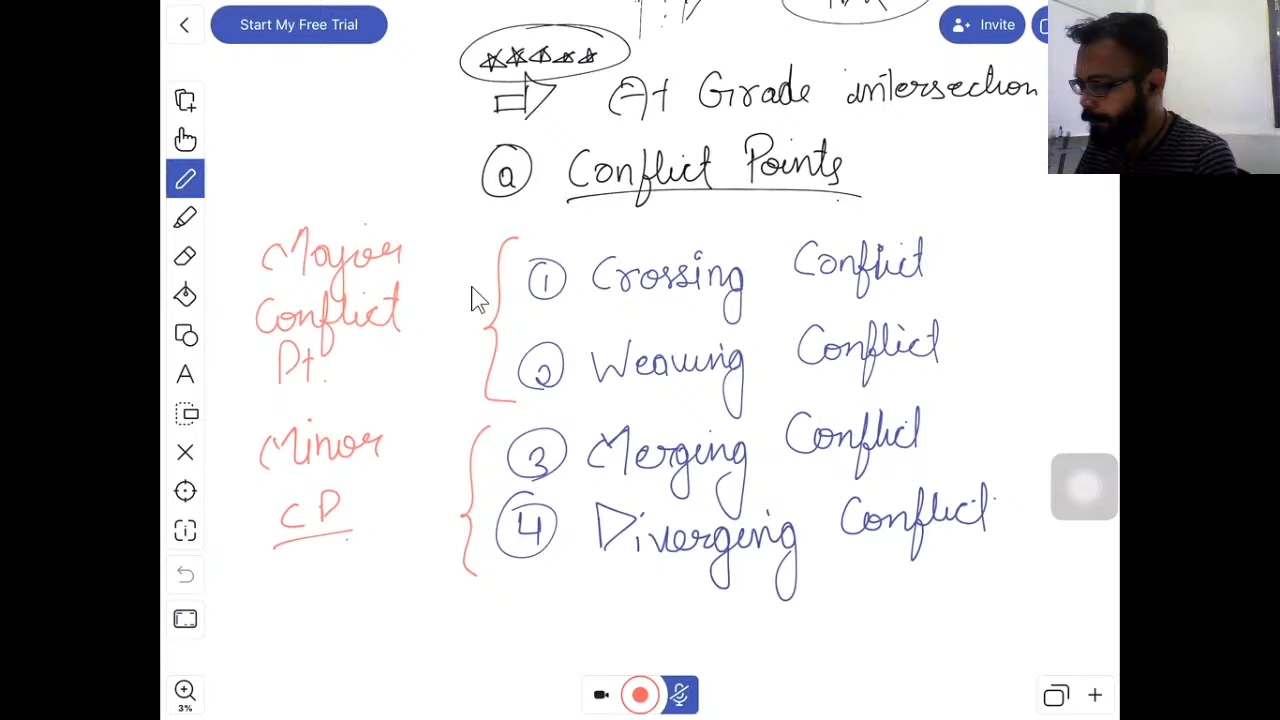 Start My Free Trial
Invite
At Grade intersection
a Conflict Points
Major
Conflict
Pt.
1 Crossing Conflict
2 Weaving Conflict
Minor
CP
3 Merging Conflict
4 Diverging Conflict
A
3%